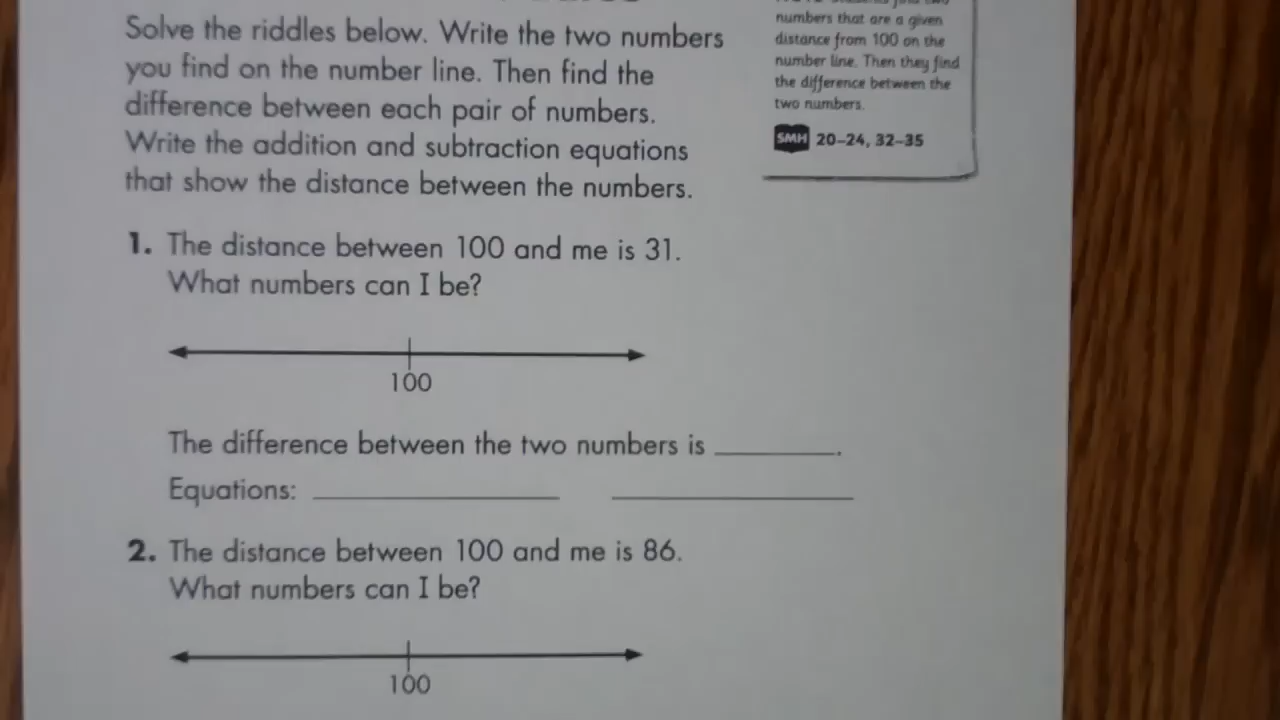 Solve the riddles below. Write the two numbers
you find on the number line. Then find the
difference between each pair of numbers.
Write the addition and subtraction equations
that show the distance between the numbers.
numbers that are a given
distance from 100 on the
number line. Then they find
the difference between the
two numbers.
SMH 20–24, 32–35
1. The distance between 100 and me is 31.
What numbers can I be?
100
The difference between the two numbers is ________.
Equations: ________ ________
2. The distance between 100 and me is 86.
What numbers can I be?
100